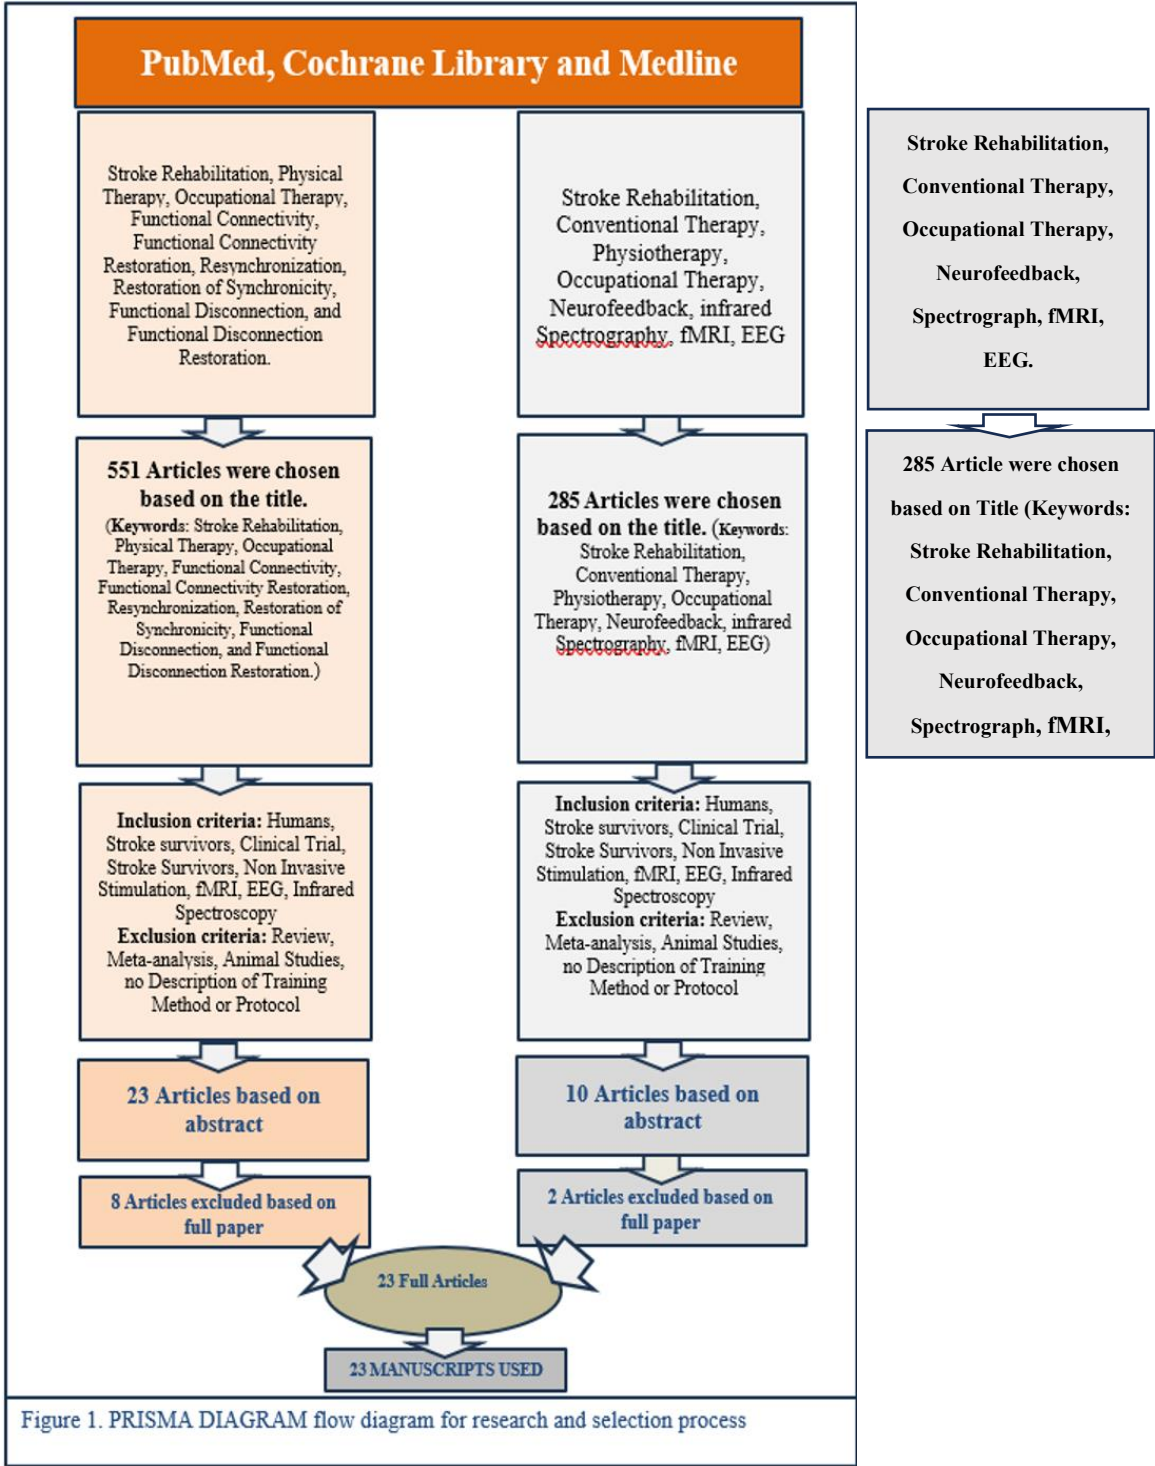 PubMed, Cochrane Library and Medline
Stroke Rehabilitation, Physical
Therapy, Occupational Therapy,
Functional Connectivity,
Functional Connectivity
Restoration, Resynchronization,
Restoration of Synchronicity,
Functional Disconnection, and
Functional Disconnection
Restoration.
551 Articles were chosen
based on the title.
(Keywords: Stroke Rehabilitation,
Physical Therapy, Occupational
Therapy, Functional Connectivity,
Functional Connectivity Restoration,
Resynchronization, Restoration of
Synchronicity, Functional
Disconnection, and Functional
Disconnection Restoration.)
Inclusion criteria: Humans,
Stroke survivors, Clinical Trial,
Stroke Survivors, Non Invasive
Stimulation, fMRI, EEG, Infrared
Spectroscopy
Exclusion criteria: Review,
Meta-analysis, Animal Studies,
no Description of Training
Method or Protocol
23 Articles based on
abstract
8 Articles excluded based on
full paper
Stroke Rehabilitation,
Conventional Therapy,
Physiotherapy,
Occupational Therapy,
Neurofeedback, infrared
Spectrography, fMRI, EEG
285 Articles were chosen
based on the title. (Keywords:
Stroke Rehabilitation,
Conventional Therapy,
Physiotherapy, Occupational
Therapy, Neurofeedback, infrared
Spectrography, fMRI, EEG)
Inclusion criteria: Humans,
Stroke survivors, Clinical Trial,
Stroke Survivors, Non Invasive
Stimulation, fMRI, EEG, Infrared
Spectroscopy
Exclusion criteria: Review,
Meta-analysis, Animal Studies,
no Description of Training
Method or Protocol
10 Articles based on
abstract
2 Articles excluded based on
full paper
23 Full Articles
23 MANUSCRIPTS USED
Figure 1. PRISMA DIAGRAM flow diagram for research and selection process
Stroke Rehabilitation,
Conventional Therapy,
Occupational Therapy,
Neurofeedback,
Spectrograph, fMRI,
EEG.
285 Article were chosen
based on Title (Keywords:
Stroke Rehabilitation,
Conventional Therapy,
Occupational Therapy,
Neurofeedback,
Spectrograph, fMRI,